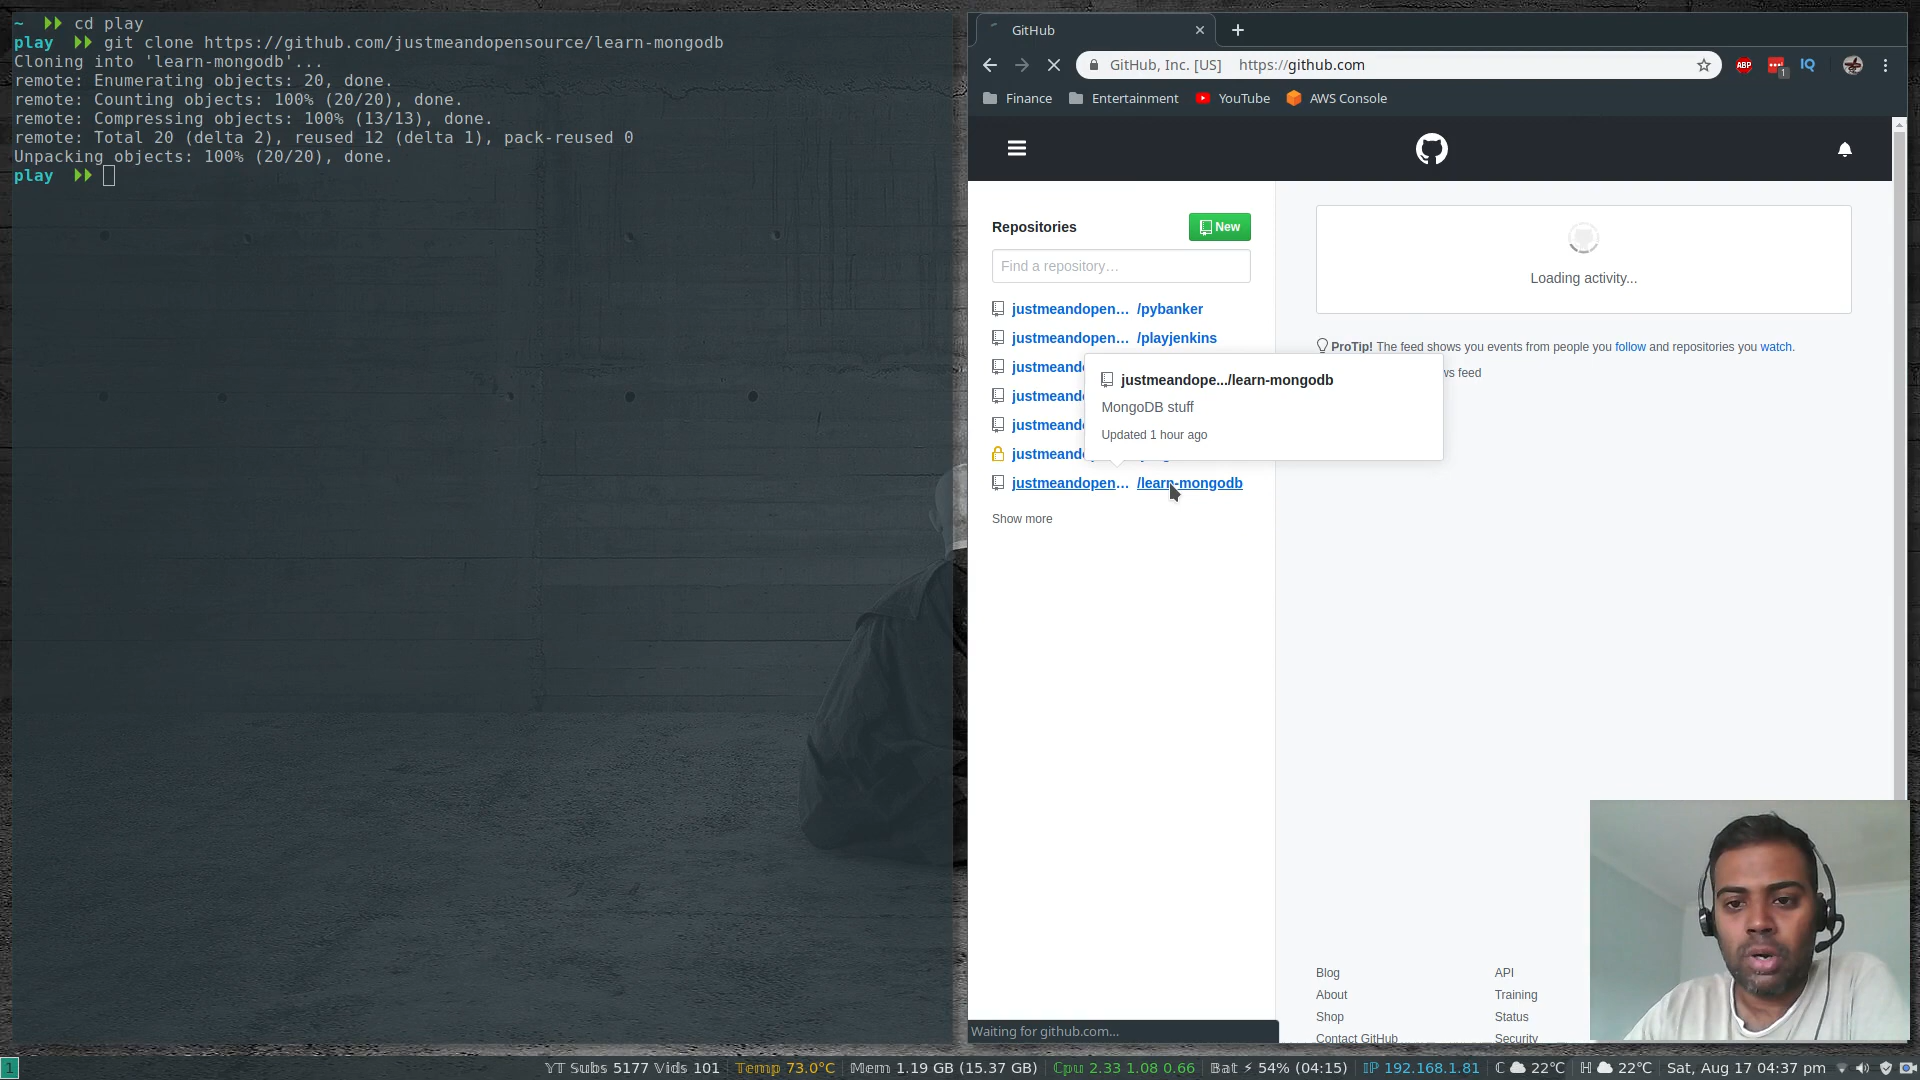 ~ cd play
play git clone https://github.com/justmeandopensource/learn-mongodb
Cloning into 'learn-mongodb'...
remote: Enumerating objects: 20, done.
remote: Counting objects: 100% (20/20), done.
remote: Compressing objects: 100% (13/13), done.
remote: Total 20 (delta 2), reused 12 (delta 1), pack-reused 0
Unpacking objects: 100% (20/20), done.
play
GitHub
GitHub, Inc. [US] https://github.com
ABP
1
IQ
Finance Entertainment YouTube AWS Console
Repositories
New
Find a repository...
justmeandopen... /pybanker
justmeandopen... /playjenkins
justmeando
justmeando
justmeando
justmeando
justmeandopen... /learn-mongodb
Show more
justmeandope.../learn-mongodb
MongoDB stuff
Updated 1 hour ago
Loading activity...
ProTip! The feed shows you events from people you follow and repositories you watch.
feed
Blog
About
Shop
Contact GitHub
API
Training
Status
Security
Waiting for github.com...
1
YT Subs 5177 Vids 101 Temp 73.0°C Mem 1.19 GB (15.37 GB) Cpu 2.33 1.08 0.66 Bat ⚡ 54% (04:15) IP 192.168.1.81 C 22°C H 22°C Sat, Aug 17 04:37 pm